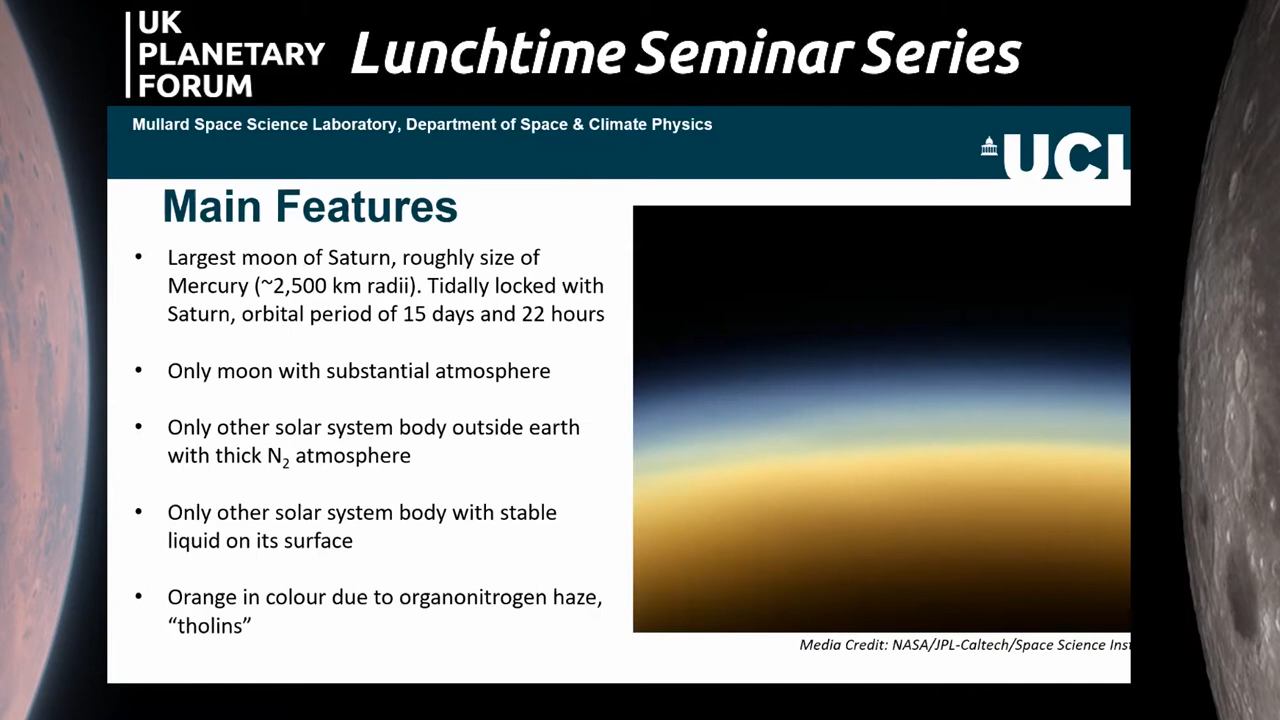 UK
PLANETARY
FORUM
Lunchtime Seminar Series
Mullard Space Science Laboratory, Department of Space & Climate Physics
UCL
Main Features
• Largest moon of Saturn, roughly size of
Mercury (~2,500 km radii). Tidally locked with
Saturn, orbital period of 15 days and 22 hours
• Only moon with substantial atmosphere
• Only other solar system body outside earth
with thick N₂ atmosphere
• Only other solar system body with stable
liquid on its surface
• Orange in colour due to organonitrogen haze,
“tholins”
Media Credit: NASA/JPL-Caltech/Space Science Inst